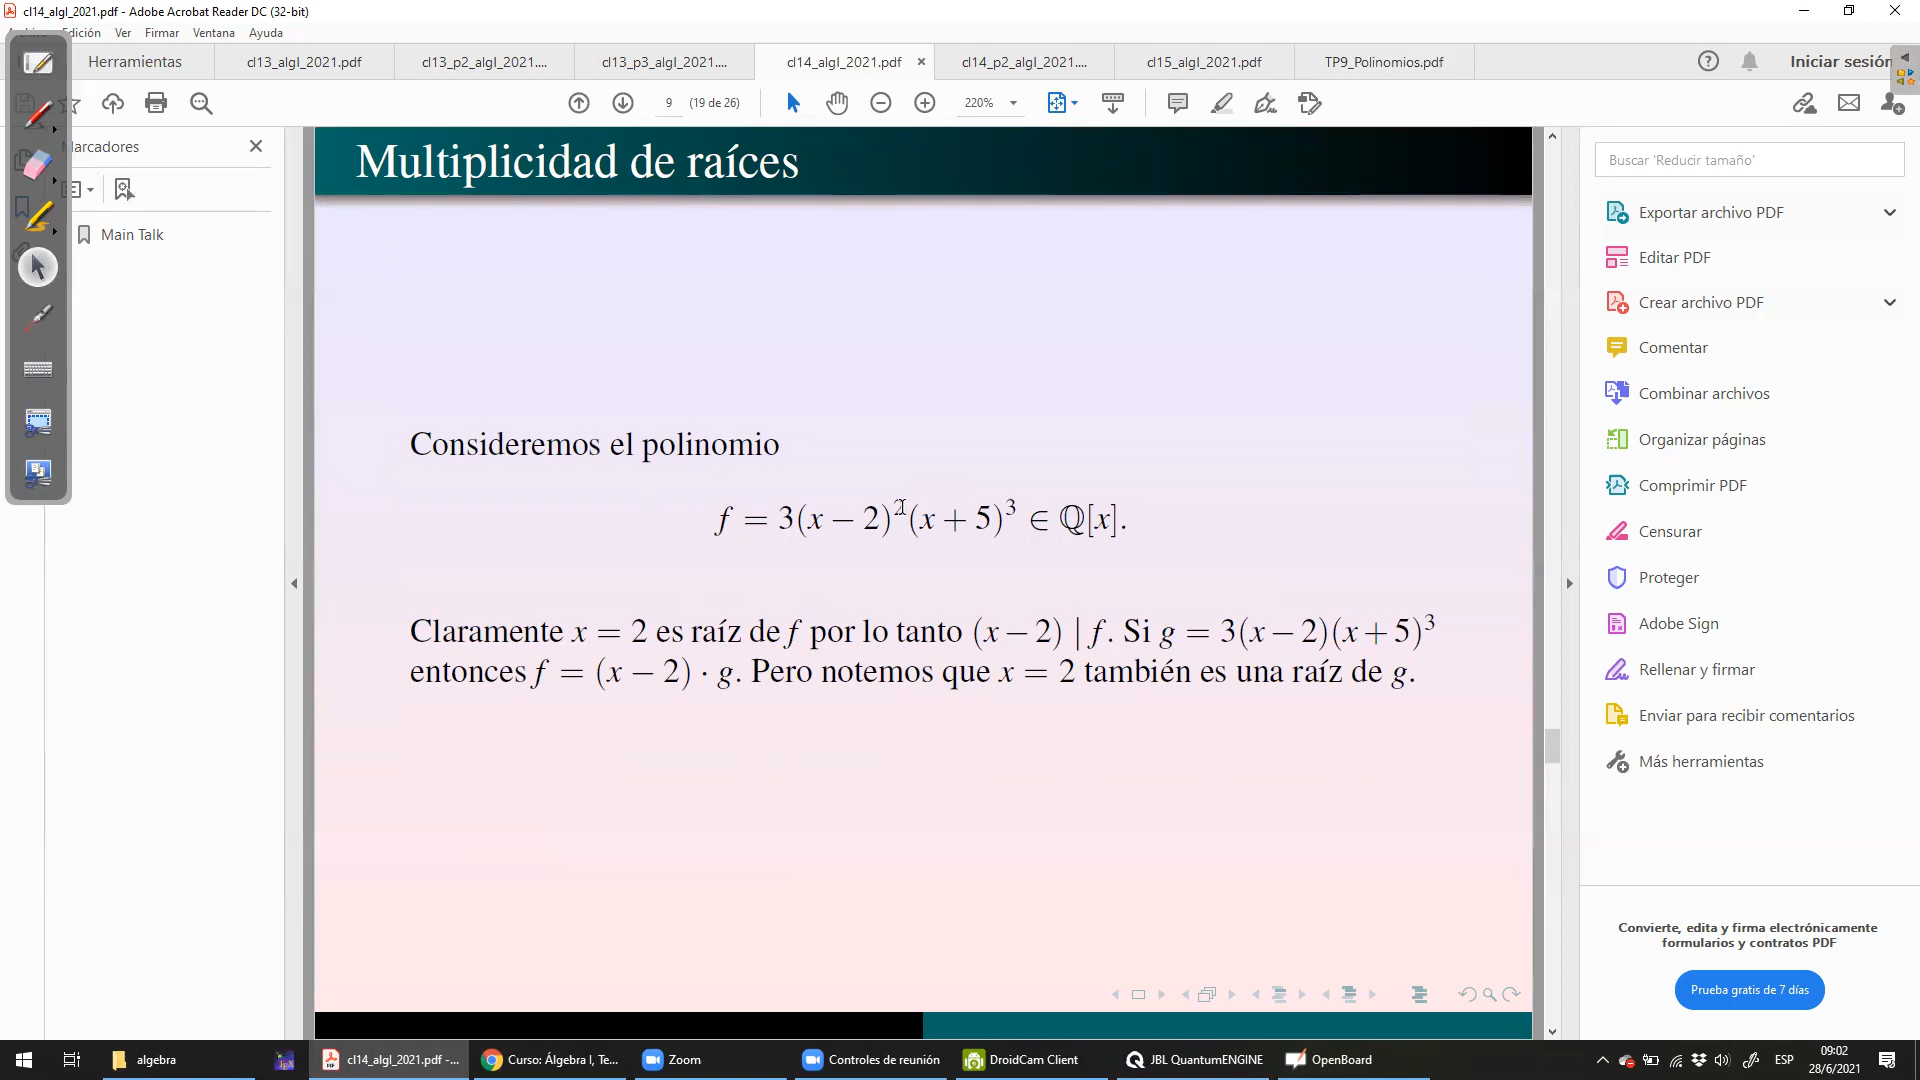 cl14_algI_2021.pdf - Adobe Acrobat Reader DC (32-bit)
Edición Ver Firmar Ventana Ayuda
Herramientas cl13_algI_2021.pdf cl13_p2_algI_2021.... cl13_p3_algI_2021.... cl14_algI_2021.pdf cl14_p2_algI_2021.... cl15_algI_2021.pdf TP9_Polinomios.pdf Iniciar sesión
9 (19 de 26) 220%
Marcadores
Main Talk
Multiplicidad de raíces
Consideremos el polinomio
f = 3(x − 2)²(x + 5)³ ∈ ℚ[x].
Claramente x = 2 es raíz de f por lo tanto (x − 2) | f. Si g = 3(x − 2)(x + 5)³
entonces f = (x − 2) · g. Pero notemos que x = 2 también es una raíz de g.
Buscar 'Reducir tamaño'
Exportar archivo PDF
Editar PDF
Crear archivo PDF
Comentar
Combinar archivos
Organizar páginas
Comprimir PDF
Censurar
Proteger
Adobe Sign
Rellenar y firmar
Enviar para recibir comentarios
Más herramientas
Convierte, edita y firma electrónicamente
formularios y contratos PDF
Prueba gratis de 7 días
algebra cl14_algI_2021.pdf -... Curso: Álgebra I, Te... Zoom Controles de reunión DroidCam Client JBL QuantumENGINE OpenBoard ESP 09:02
28/6/2021